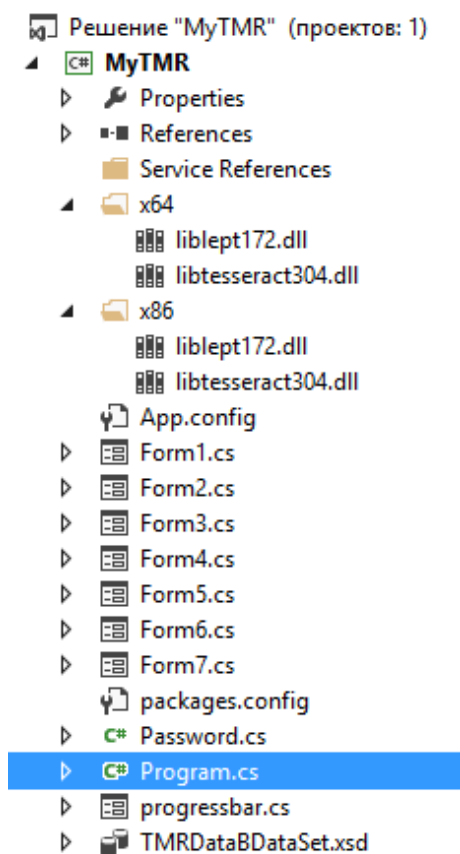 Решение "MyTMR" (проектов: 1)
C# MyTMR
Properties
References
Service References
x64
liblept172.dll
libtesseract304.dll
x86
liblept172.dll
libtesseract304.dll
App.config
Form1.cs
Form2.cs
Form3.cs
Form4.cs
Form5.cs
Form6.cs
Form7.cs
packages.config
C# Password.cs
C# Program.cs
progressbar.cs
TMRDataBDataSet.xsd